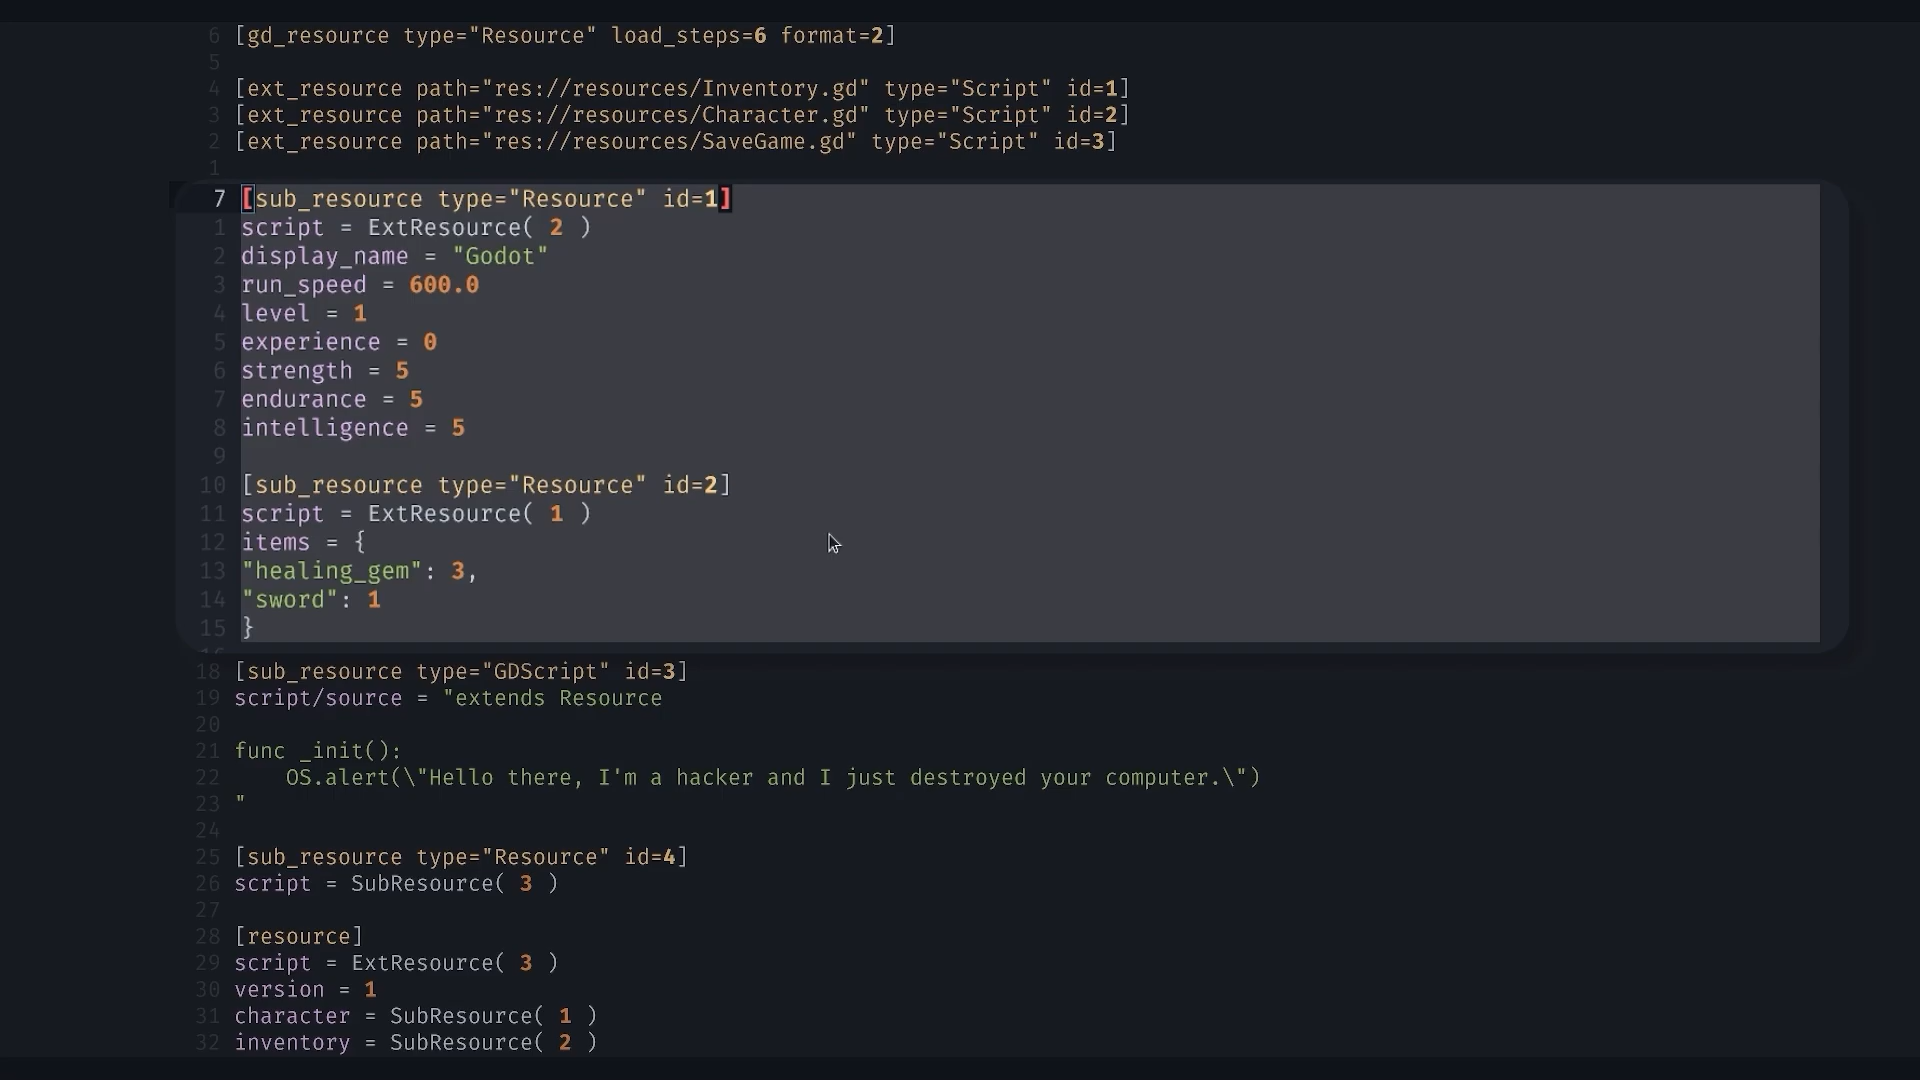 6 [gd_resource type="Resource" load_steps=6 format=2]
5
4 [ext_resource path="res://resources/Inventory.gd" type="Script" id=1]
3 [ext_resource path="res://resources/Character.gd" type="Script" id=2]
2 [ext_resource path="res://resources/SaveGame.gd" type="Script" id=3]
1
7 [sub_resource type="Resource" id=1]
1 script = ExtResource( 2 )
2 display_name = "Godot"
3 run_speed = 600.0
4 level = 1
5 experience = 0
6 strength = 5
7 endurance = 5
8 intelligence = 5
9
10 [sub_resource type="Resource" id=2]
11 script = ExtResource( 1 )
12 items = {
13 "healing_gem": 3,
14 "sword": 1
15 }
18 [sub_resource type="GDScript" id=3]
19 script/source = "extends Resource
20
21 func _init():
22     OS.alert(\"Hello there, I'm a hacker and I just destroyed your computer.\")
23 "
24
25 [sub_resource type="Resource" id=4]
26 script = SubResource( 3 )
27
28 [resource]
29 script = ExtResource( 3 )
30 version = 1
31 character = SubResource( 1 )
32 inventory = SubResource( 2 )